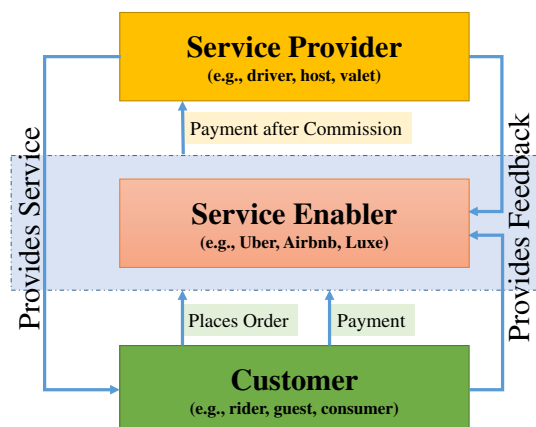 Service Provider
(e.g., driver, host, valet)
Payment after Commission
Provides Service
Provides Feedback
Service Enabler
(e.g., Uber, Airbnb, Luxe)
Places Order
Payment
Customer
(e.g., rider, guest, consumer)